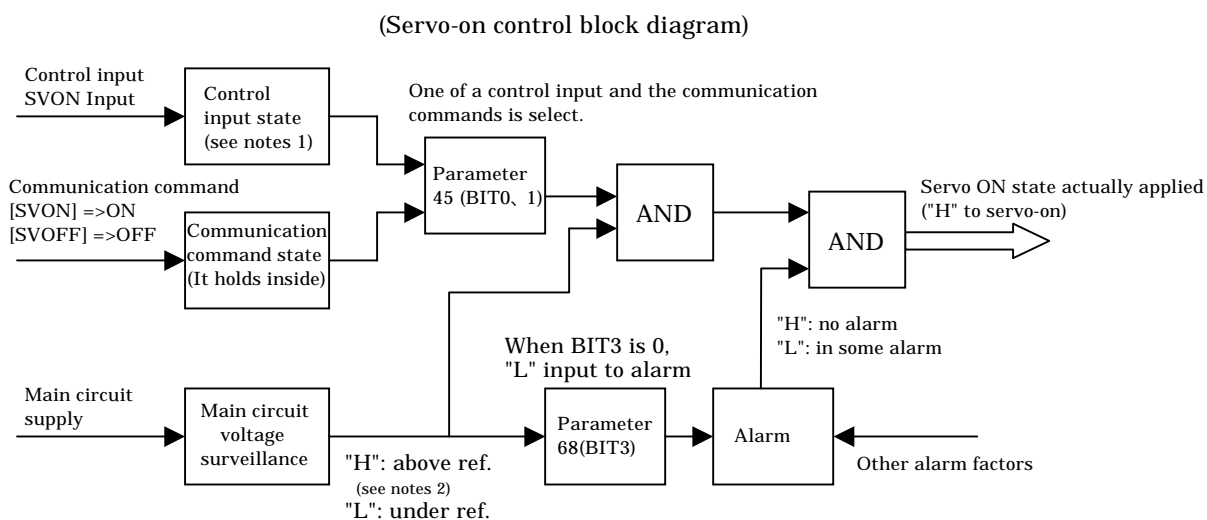 (Servo-on control block diagram)
Control input
SVON Input
Control
input state
(see notes 1)
One of a control input and the communication
commands is select.
Parameter
45 (BIT0、1)
Communication command
[SVON] =>ON
[SVOFF] =>OFF
Communication
command state
(It holds inside)
AND
AND
Servo ON state actually applied
("H" to servo-on)
"H": no alarm
"L": in some alarm
When BIT3 is 0,
"L" input to alarm
Main circuit
supply
Main circuit
voltage
surveillance
"H": above ref.
(see notes 2)
"L": under ref.
Parameter
68(BIT3)
Alarm
Other alarm factors